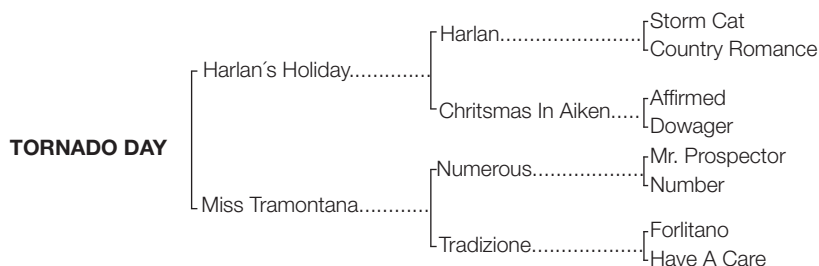 Storm Cat
Harlan........................
Country Romance
Harlan´s Holiday..............
Affirmed
Chritsmas In Aiken.....
Dowager
TORNADO DAY
Mr. Prospector
Numerous..................
Number
Miss Tramontana............
Forlitano
Tradizione....................
Have A Care